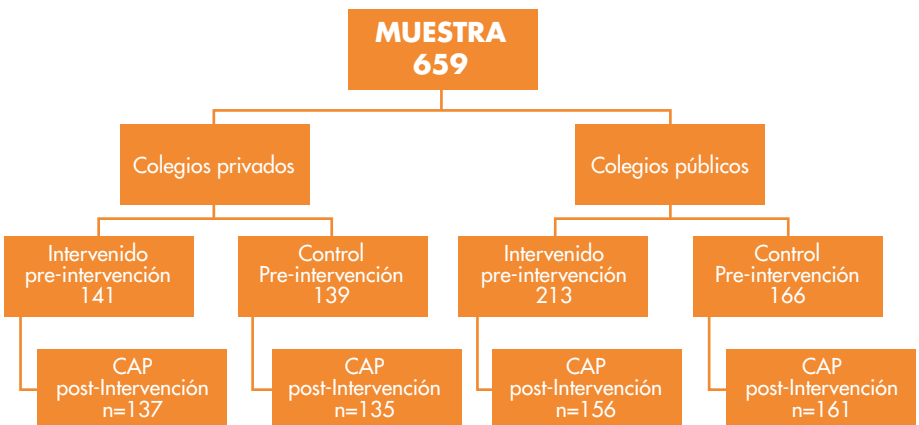 MUESTRA
659
Colegios privados
Colegios públicos
Intervenido
pre-intervención
141
Control
Pre-intervención
139
Intervenido
pre-intervención
213
Control
Pre-intervención
166
CAP
post-Intervención
n=137
CAP
post-Intervención
n=135
CAP
post-Intervención
n=156
CAP
post-Intervención
n=161